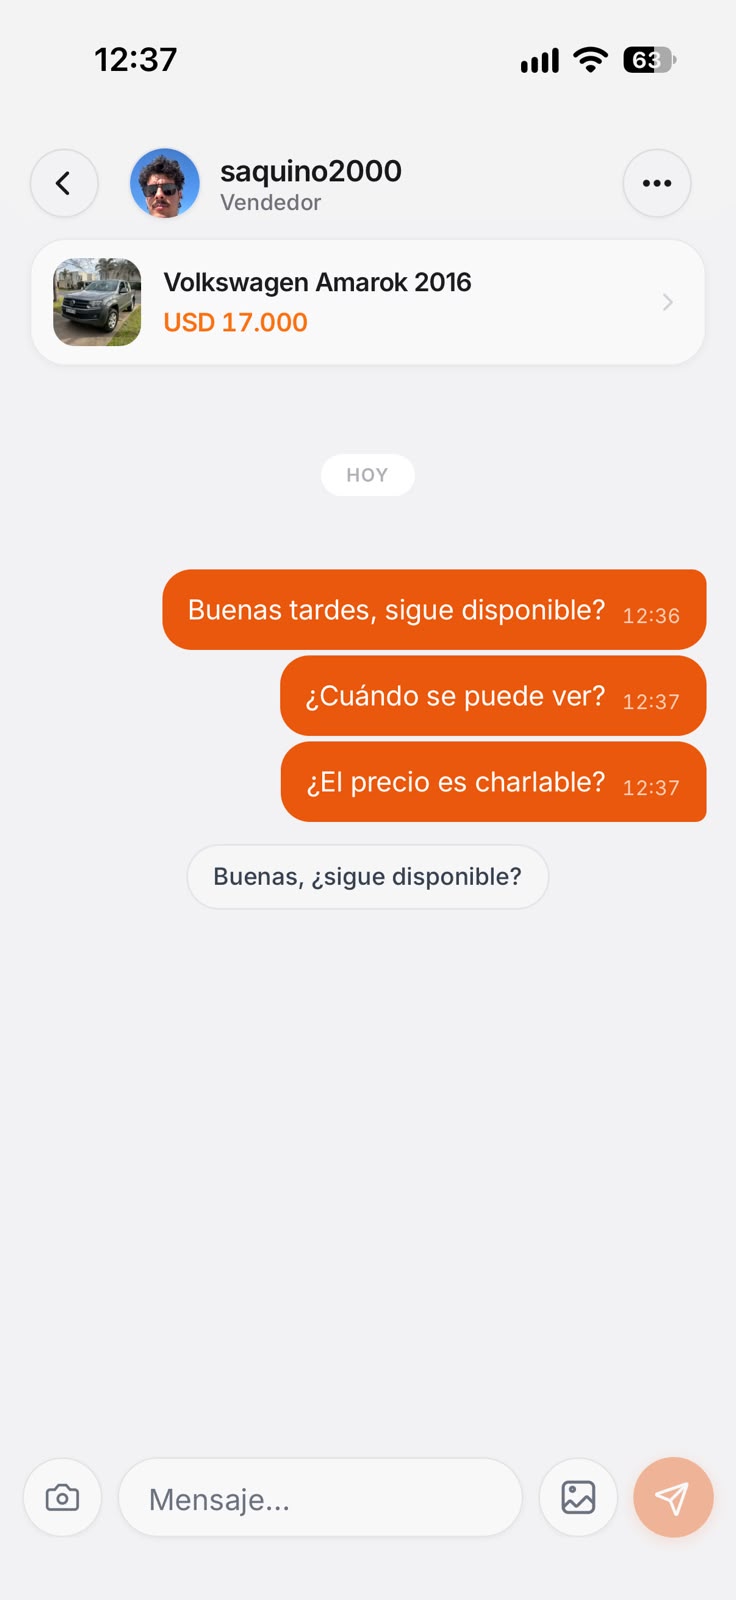 12:37
63
saquino2000
Vendedor
Volkswagen Amarok 2016
USD 17.000
HOY
Buenas tardes, sigue disponible? 12:36
¿Cuándo se puede ver? 12:37
¿El precio es charlable? 12:37
Buenas, ¿sigue disponible?
Mensaje...